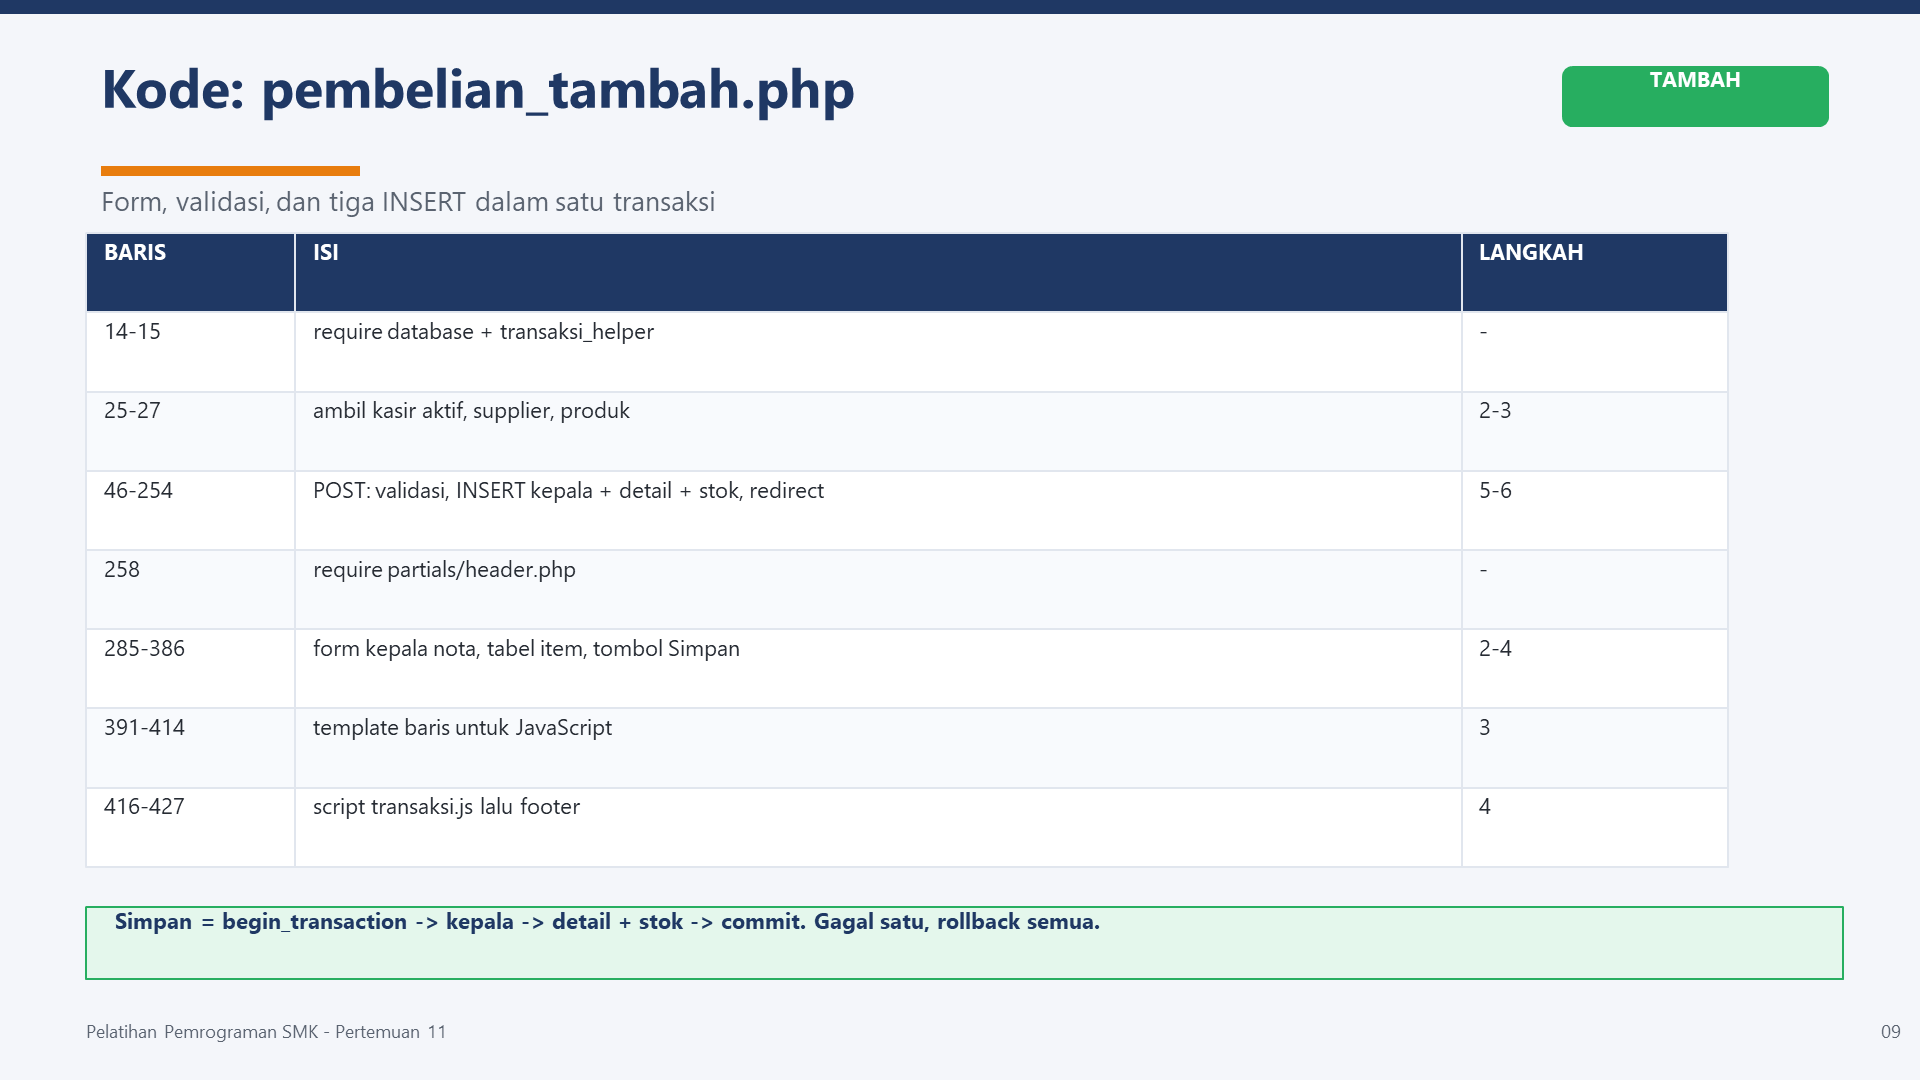 Kode: pembelian_tambah.php
TAMBAH
Form, validasi, dan tiga INSERT dalam satu transaksi
BARIS ISI LANGKAH
14-15 require database + transaksi_helper -
25-27 ambil kasir aktif, supplier, produk 2-3
46-254 POST: validasi, INSERT kepala + detail + stok, redirect 5-6
258 require partials/header.php -
285-386 form kepala nota, tabel item, tombol Simpan 2-4
391-414 template baris untuk JavaScript 3
416-427 script transaksi.js lalu footer 4
Simpan = begin_transaction -> kepala -> detail + stok -> commit. Gagal satu, rollback semua.
Pelatihan Pemrograman SMK - Pertemuan 11
09